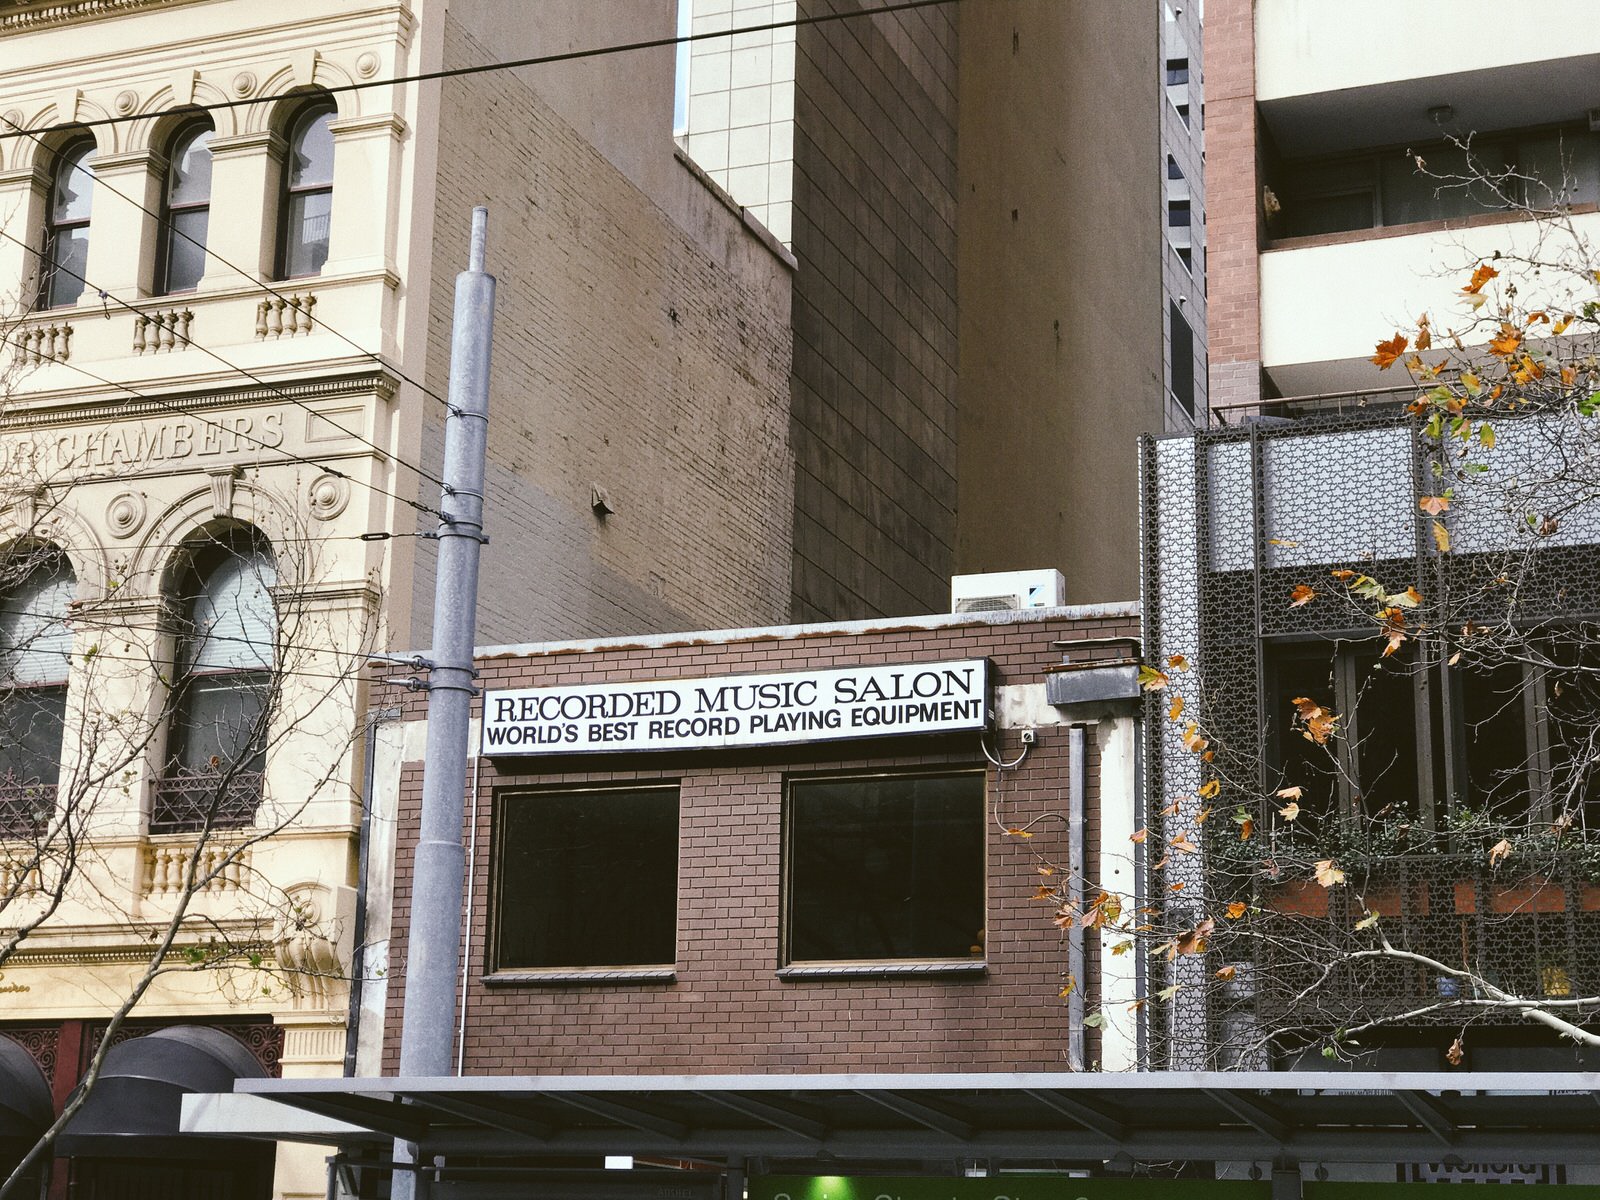 R CHAMBERS
RECORDED MUSIC SALON
WORLD'S BEST RECORD PLAYING EQUIPMENT